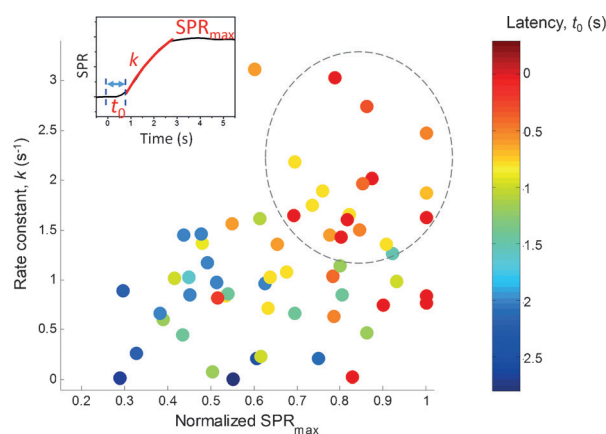 Latency, t₀ (s)
SPR
SPRmax
k
t₀
0 1 2 3 4 5
Time (s)
Rate constant, k (s⁻¹)
3
2.5
2
1.5
1
0.5
0
0.2 0.3 0.4 0.5 0.6 0.7 0.8 0.9 1
Normalized SPRmax
0
0.5
1.0
1.5
2
2.5